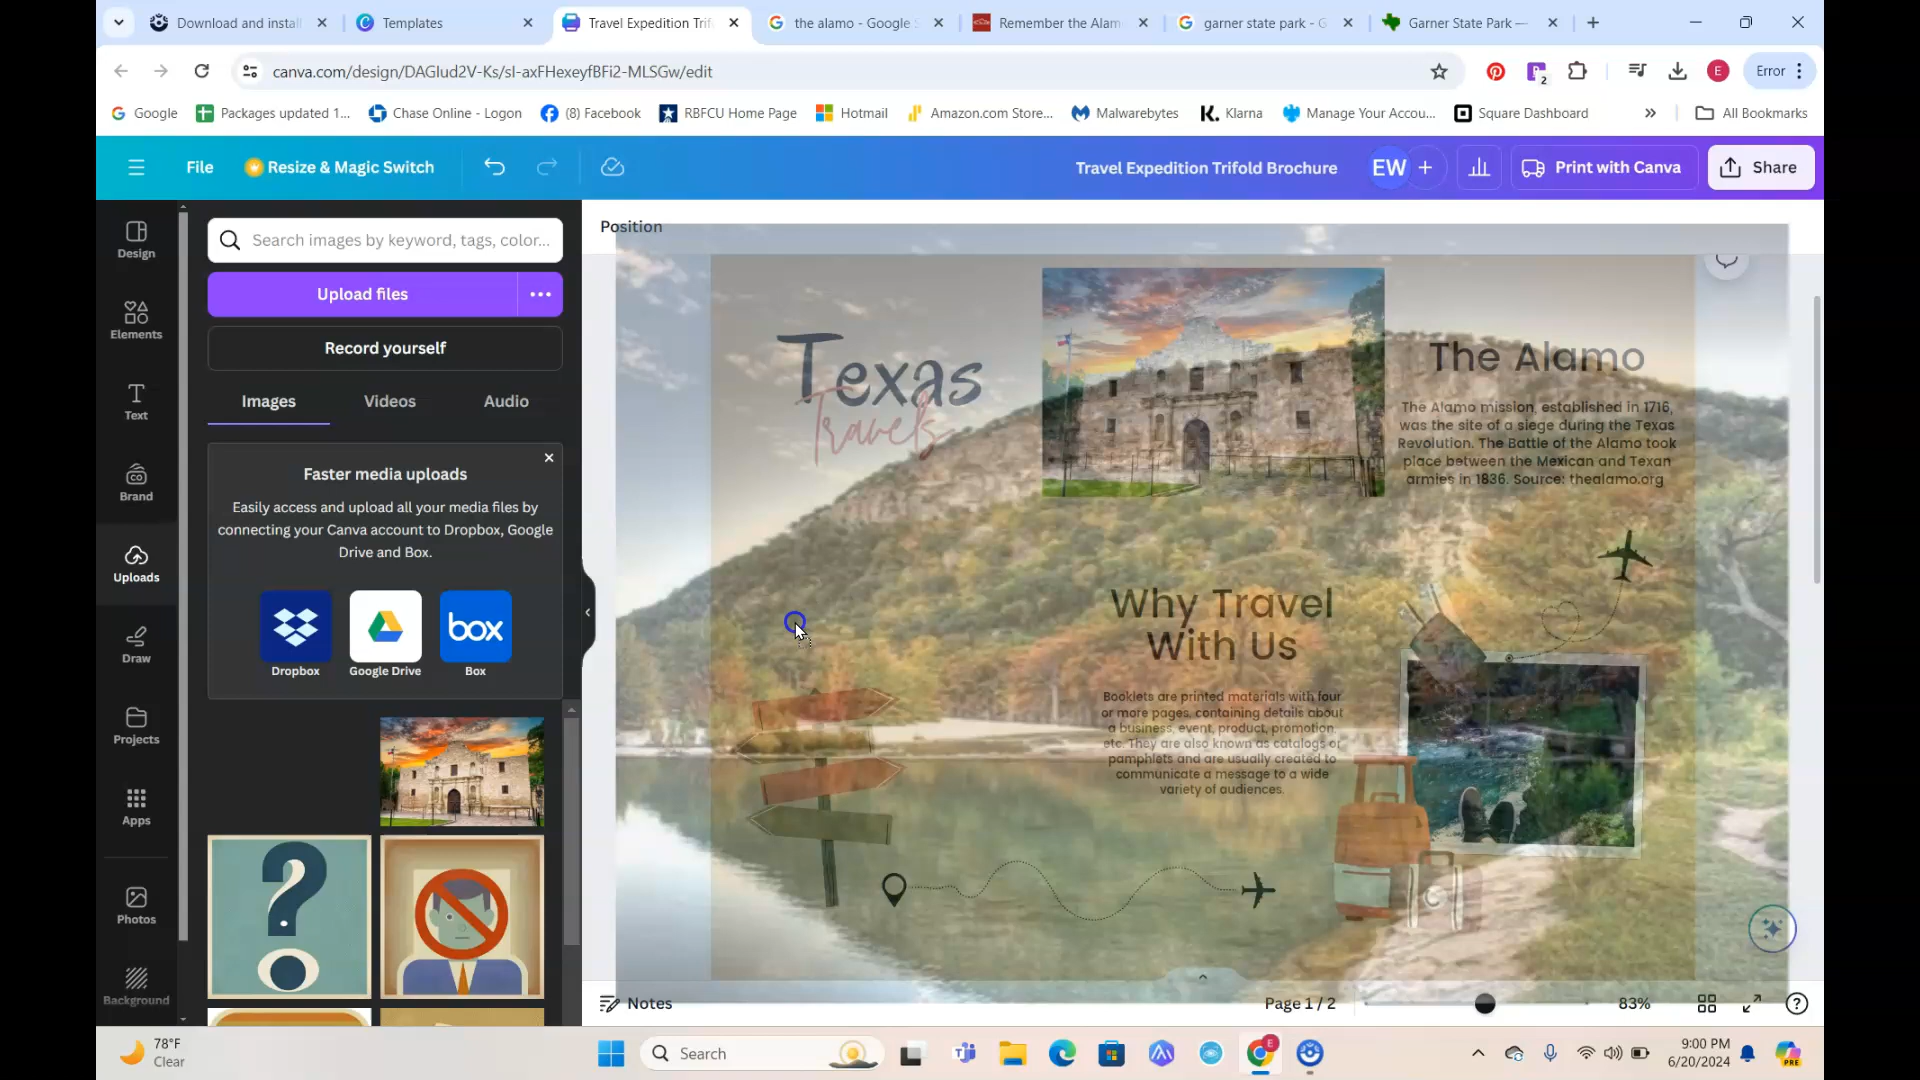 Download and install
Templates
Travel Expedition Trif
the alamo - Google S
Remember the Alam
garner state park - G
Garner State Park —
canva.com/design/DAGIud2V-Ks/sI-axFHexeyfBFi2-MLSGw/edit
2
E
Error
Google
Packages updated 1...
Chase Online - Logon
(8) Facebook
RBFCU Home Page
Hotmail
Amazon.com Store...
Malwarebytes
Klarna
Manage Your Accou...
Square Dashboard
»
All Bookmarks
File
Resize & Magic Switch
Travel Expedition Trifold Brochure
EW
Print with Canva
Share
Design
Elements
Text
Brand
Uploads
Draw
Projects
Apps
Photos
Background
Search images by keyword, tags, color...
Upload files
Record yourself
Images
Videos
Audio
Faster media uploads
Easily access and upload all your media files by
connecting your Canva account to Dropbox, Google
Drive and Box.
box
Dropbox
Google Drive
Box
Position
Texas
Travels
The Alamo
The Alamo mission, established in 1716,
was the site of a siege during the Texas
Revolution. The Battle of the Alamo took
place between the Mexican and Texan
armies in 1836. Source: thealamo.org
Why Travel
With Us
Booklets are printed materials with four
or more pages, containing details about
a business, event, product, promotion,
etc. They are also known as catalogs or
pamphlets and are usually created to
communicate a message to a wide
variety of audiences.
Notes
Page 1 / 2
83%
78°F
Clear
Search
E
PRE
9:00 PM
6/20/2024